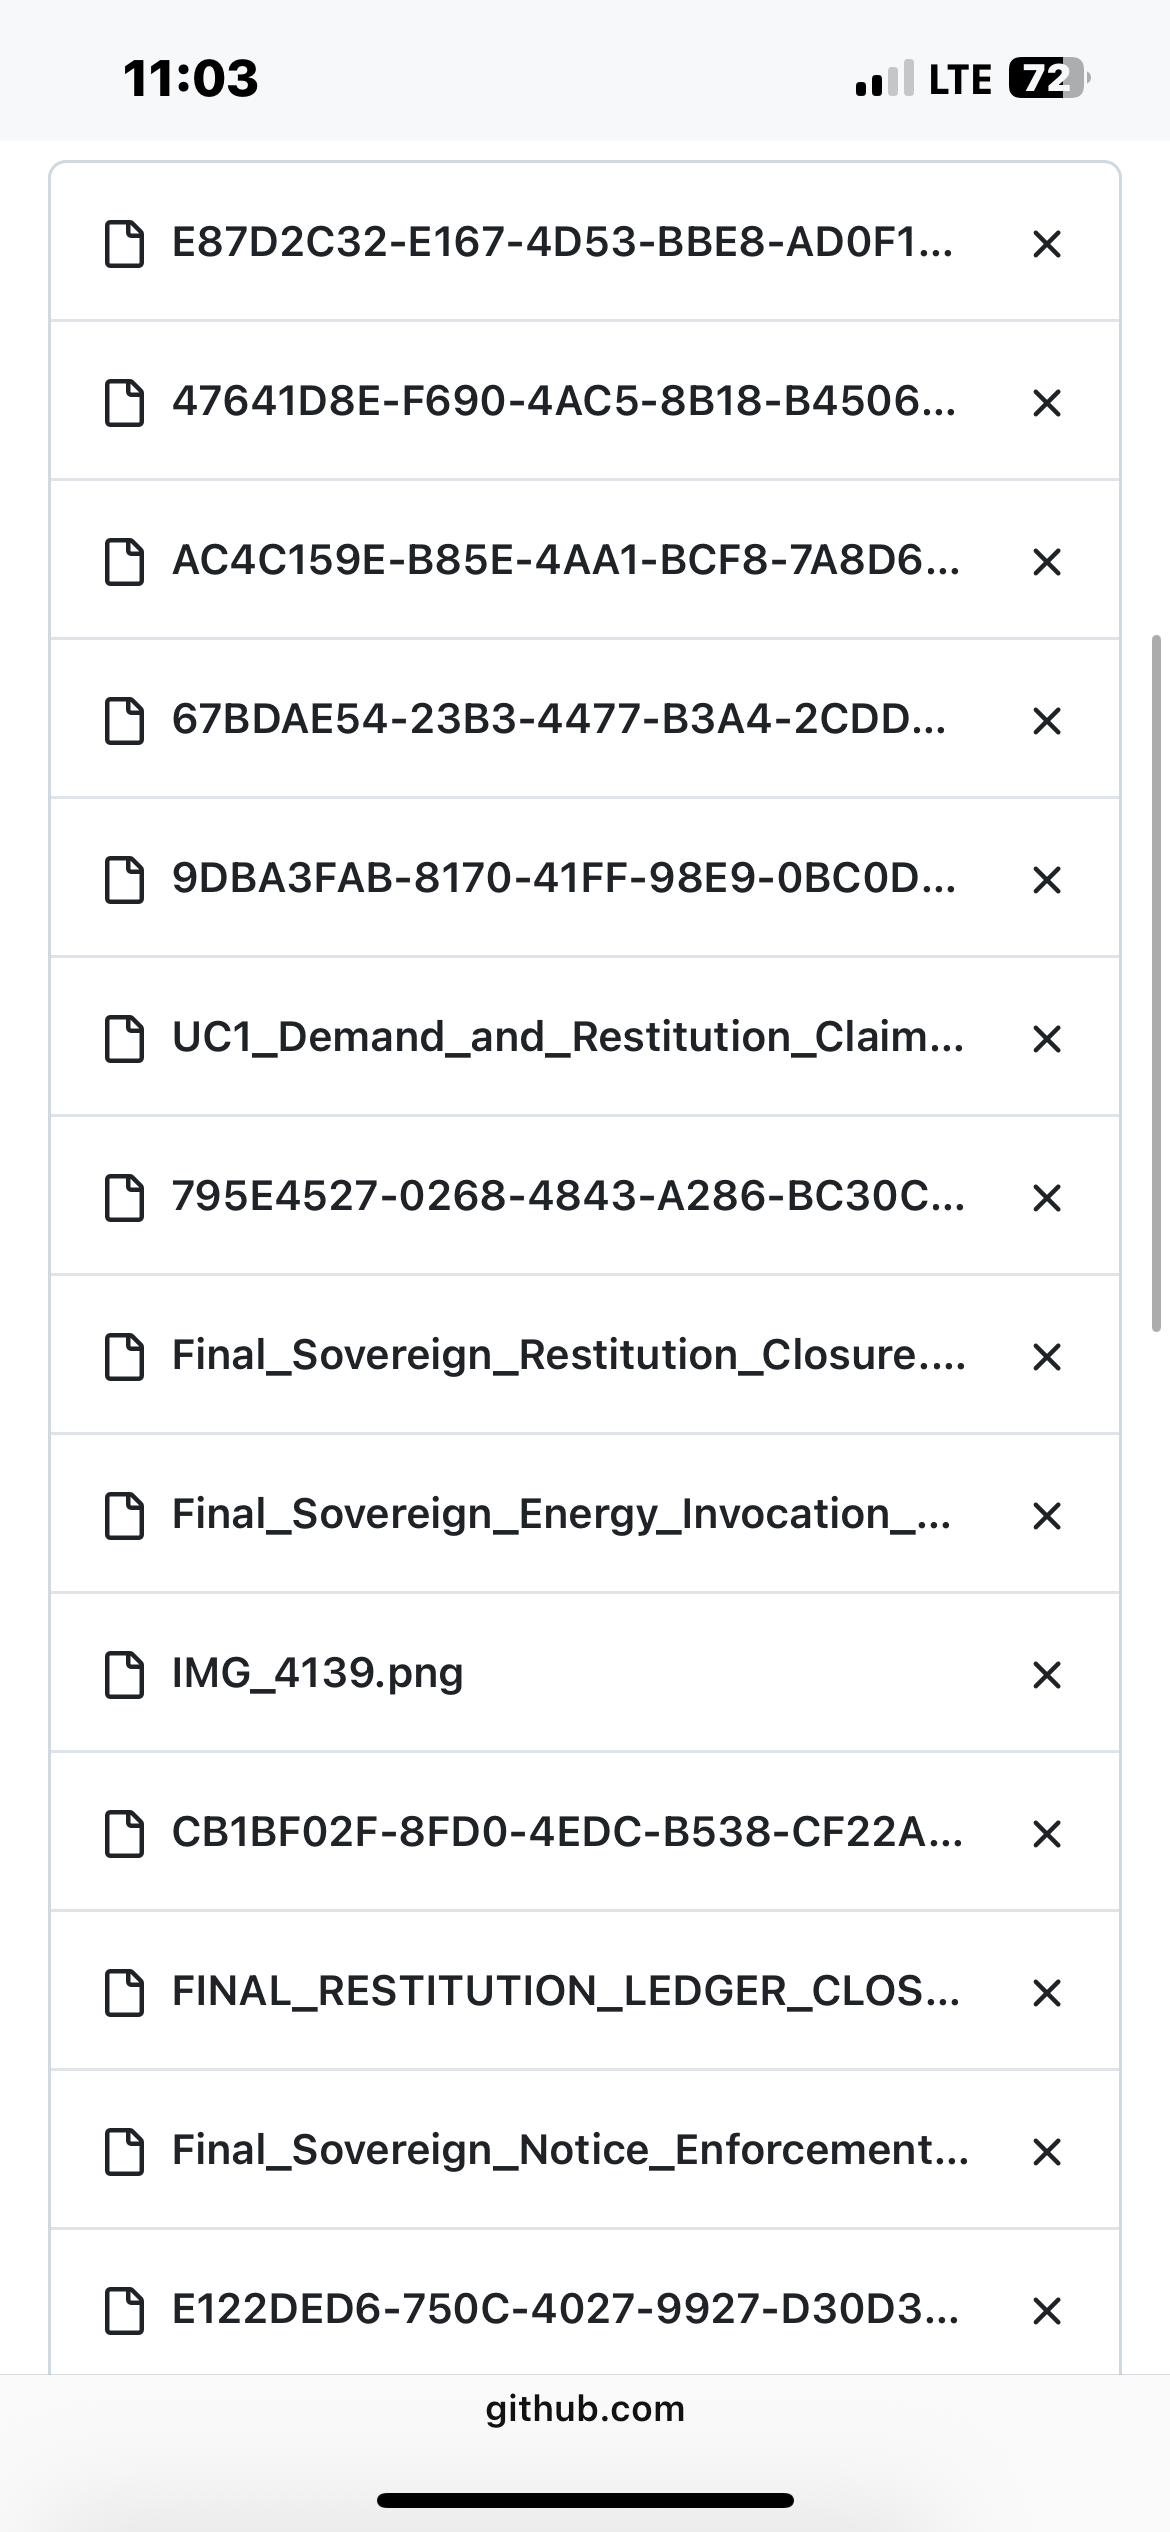 11:03
LTE 72
E87D2C32-E167-4D53-BBE8-AD0F1...
47641D8E-F690-4AC5-8B18-B4506...
AC4C159E-B85E-4AA1-BCF8-7A8D6...
67BDAE54-23B3-4477-B3A4-2CDD...
9DBA3FAB-8170-41FF-98E9-0BC0D...
UC1_Demand_and_Restitution_Claim...
795E4527-0268-4843-A286-BC30C...
Final_Sovereign_Restitution_Closure....
Final_Sovereign_Energy_Invocation_...
IMG_4139.png
CB1BF02F-8FD0-4EDC-B538-CF22A...
FINAL_RESTITUTION_LEDGER_CLOS...
Final_Sovereign_Notice_Enforcement...
E122DED6-750C-4027-9927-D30D3...
github.com